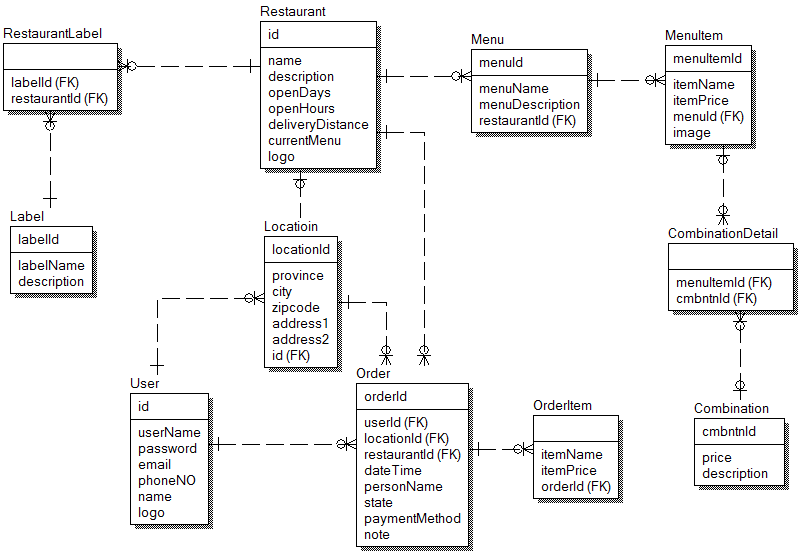 Restaurant
id
name
description
openDays
openHours
deliveryDistance
currentMenu
logo
RestaurantLabel
labelId (FK)
restaurantId (FK)
Menu
menuId
menuName
menuDescription
restaurantId (FK)
MenuItem
menuItemId
itemName
itemPrice
menuId (FK)
image
Label
labelId
labelName
description
Locatioin
locationId
province
city
zipcode
address1
address2
id (FK)
CombinationDetail
menuItemId (FK)
cmbntnId (FK)
User
id
userName
password
email
phoneNO
name
logo
Order
orderId
userId (FK)
locationId (FK)
restaurantId (FK)
dateTime
personName
state
paymentMethod
note
OrderItem
itemName
itemPrice
orderId (FK)
Combination
cmbntnId
price
description